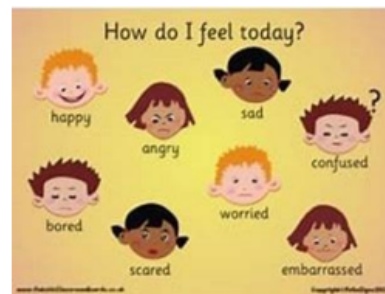 How do I feel today?
happy
angry
sad
confused
?
bored
scared
worried
embarrassed